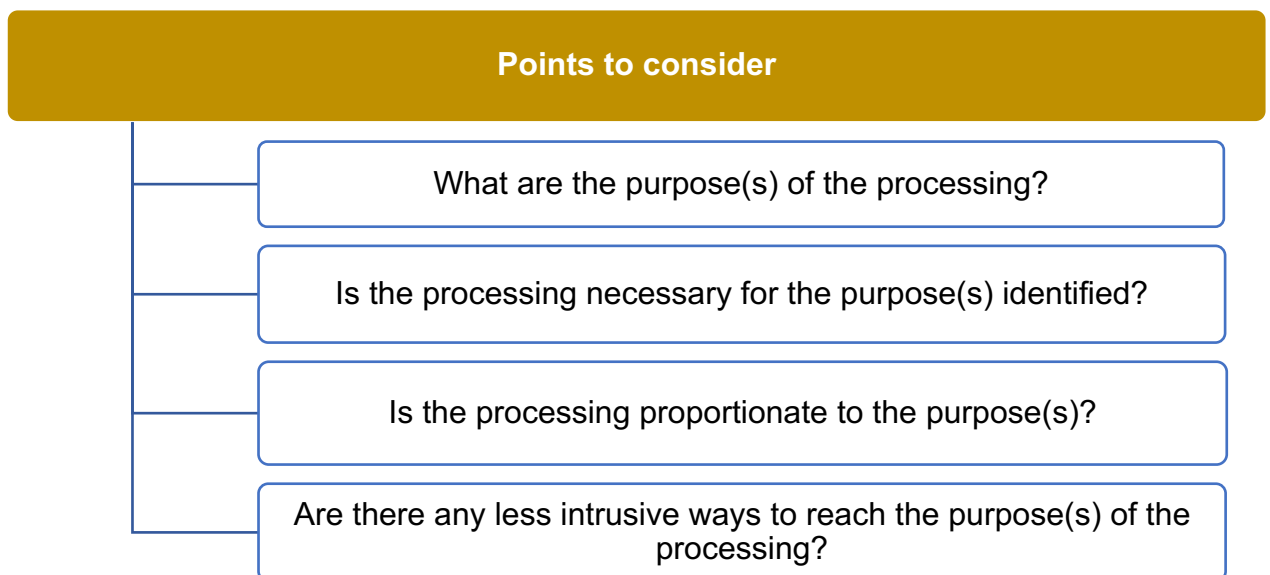 Points to consider
What are the purpose(s) of the processing?
Is the processing necessary for the purpose(s) identified?
Is the processing proportionate to the purpose(s)?
Are there any less intrusive ways to reach the purpose(s) of the
processing?